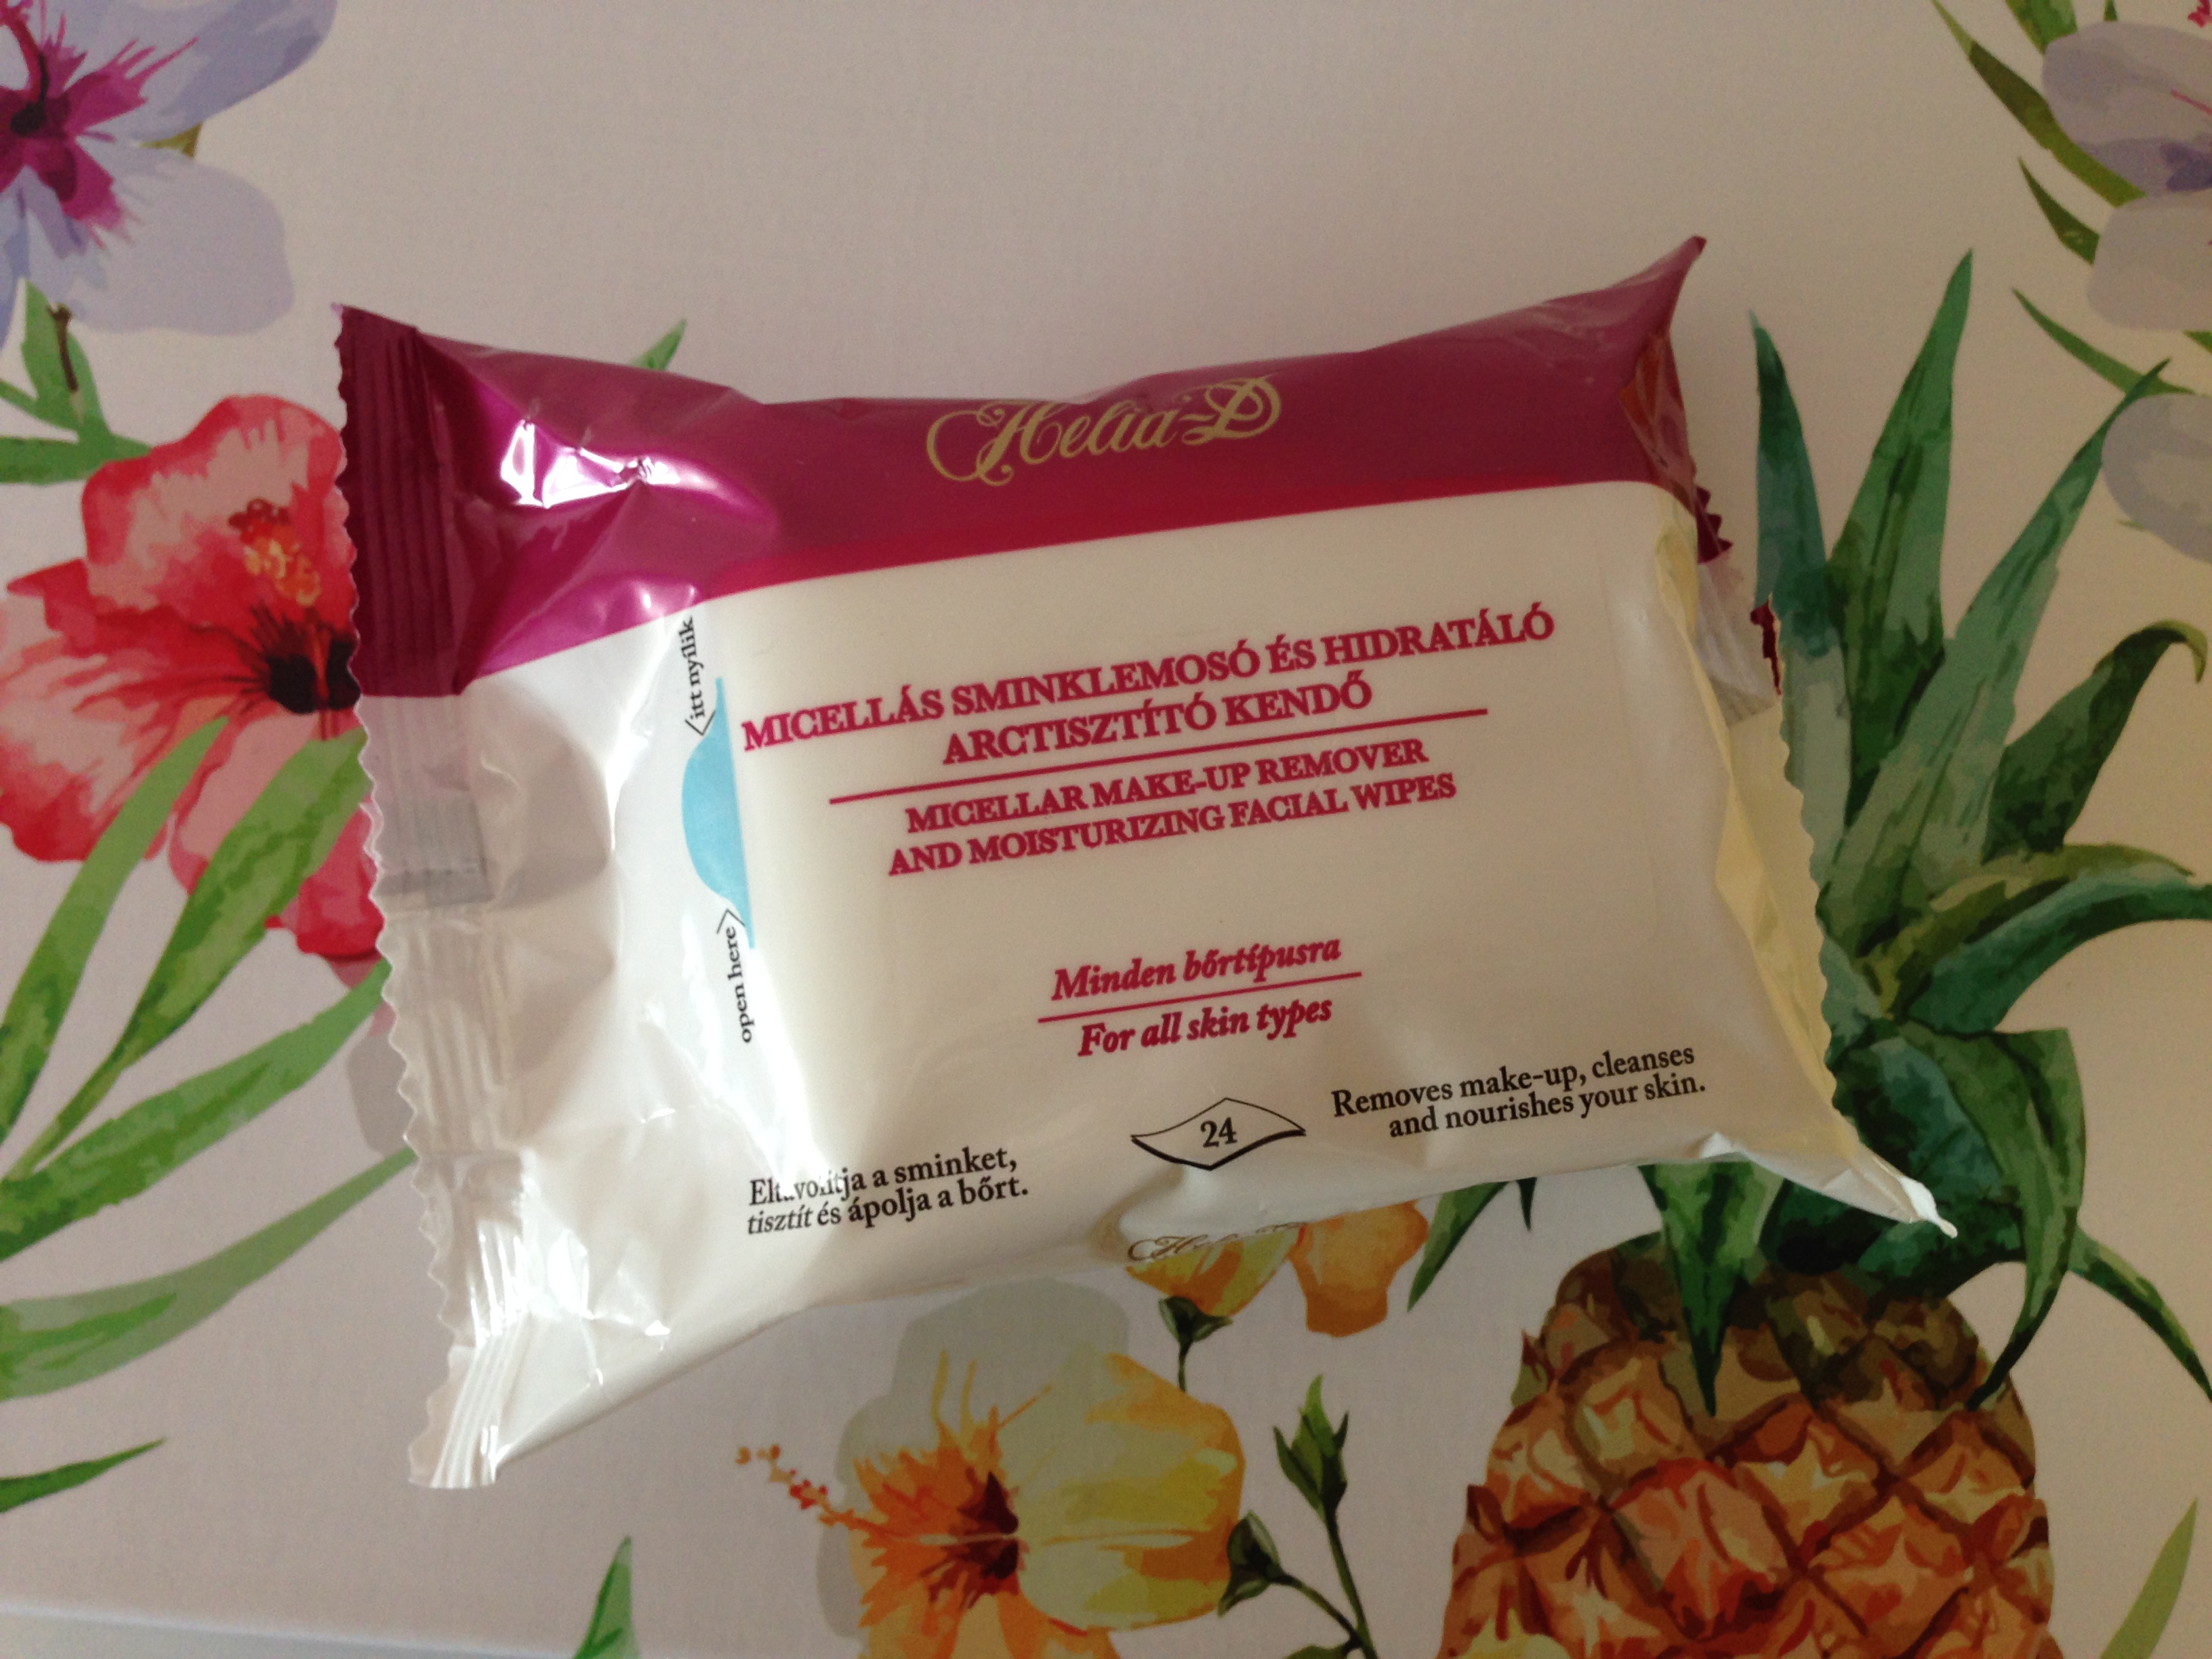 Helia-D
itt nyílik
MICELLÁS SMINKLEMOSÓ ÉS HIDRATÁLÓ
ARCTISZTÍTÓ KENDŐ
MICELLAR MAKE-UP REMOVER
AND MOISTURIZING FACIAL WIPES
open here
Minden bőrtípusra
For all skin types
Eltávolítja a sminket,
tisztít és ápolja a bőrt.
24
Removes make-up, cleanses
and nourishes your skin.